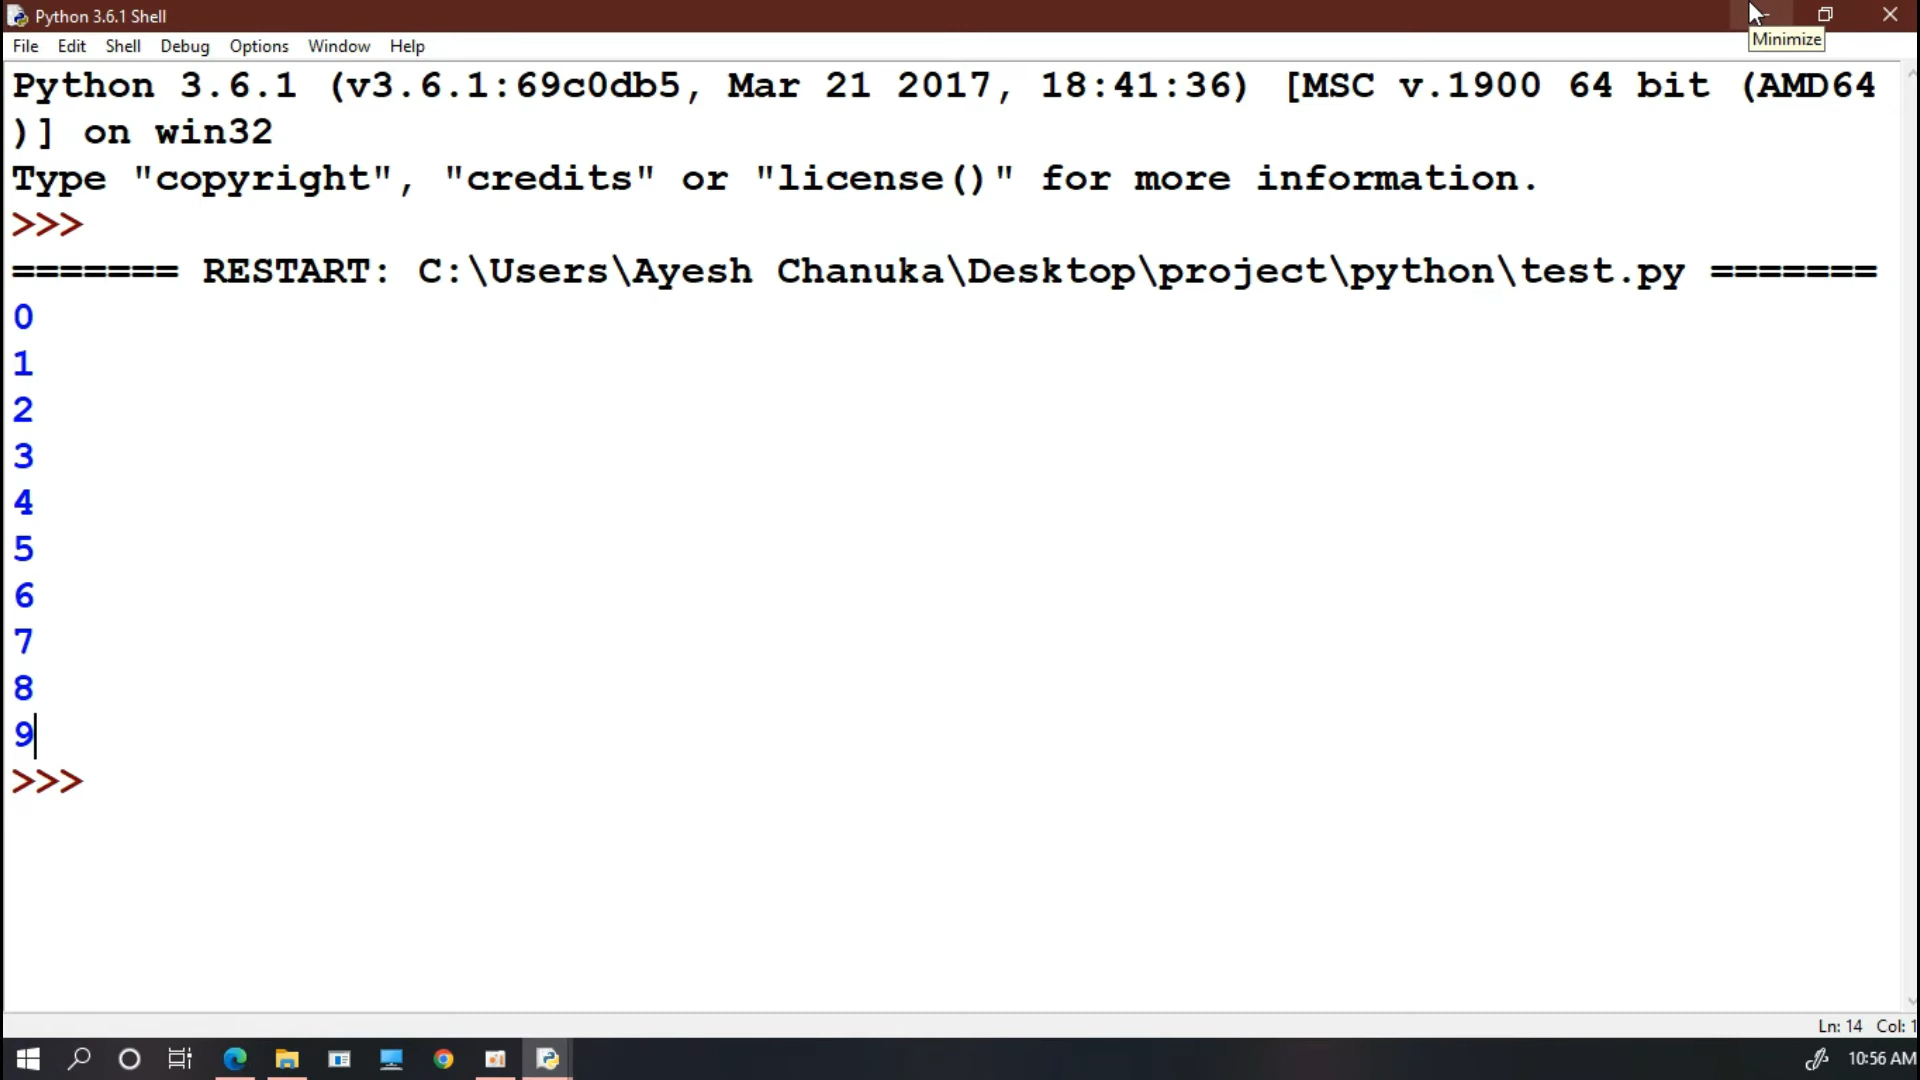 Python 3.6.1 Shell
Minimize
File Edit Shell Debug Options Window Help
Python 3.6.1 (v3.6.1:69c0db5, Mar 21 2017, 18:41:36) [MSC v.1900 64 bit (AMD64
)] on win32
Type "copyright", "credits" or "license()" for more information.
>>>
======= RESTART: C:\Users\Ayesh Chanuka\Desktop\project\python\test.py =======
0
1
2
3
4
5
6
7
8
9
>>>
Ln: 14 Col: 1
10:56 AM